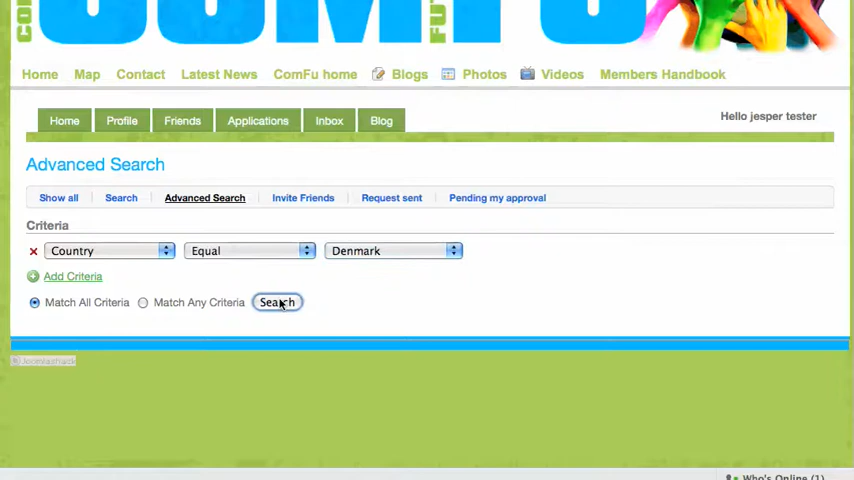 COMFU
Home Map Contact Latest News ComFu home Blogs Photos Videos Members Handbook
Home Profile Friends Applications Inbox Blog
Hello jesper tester
Advanced Search
Show all Search Advanced Search Invite Friends Request sent Pending my approval
Criteria
Country Equal Denmark
Add Criteria
Match All Criteria Match Any Criteria Search
Joomlashack
Who's Online (1)